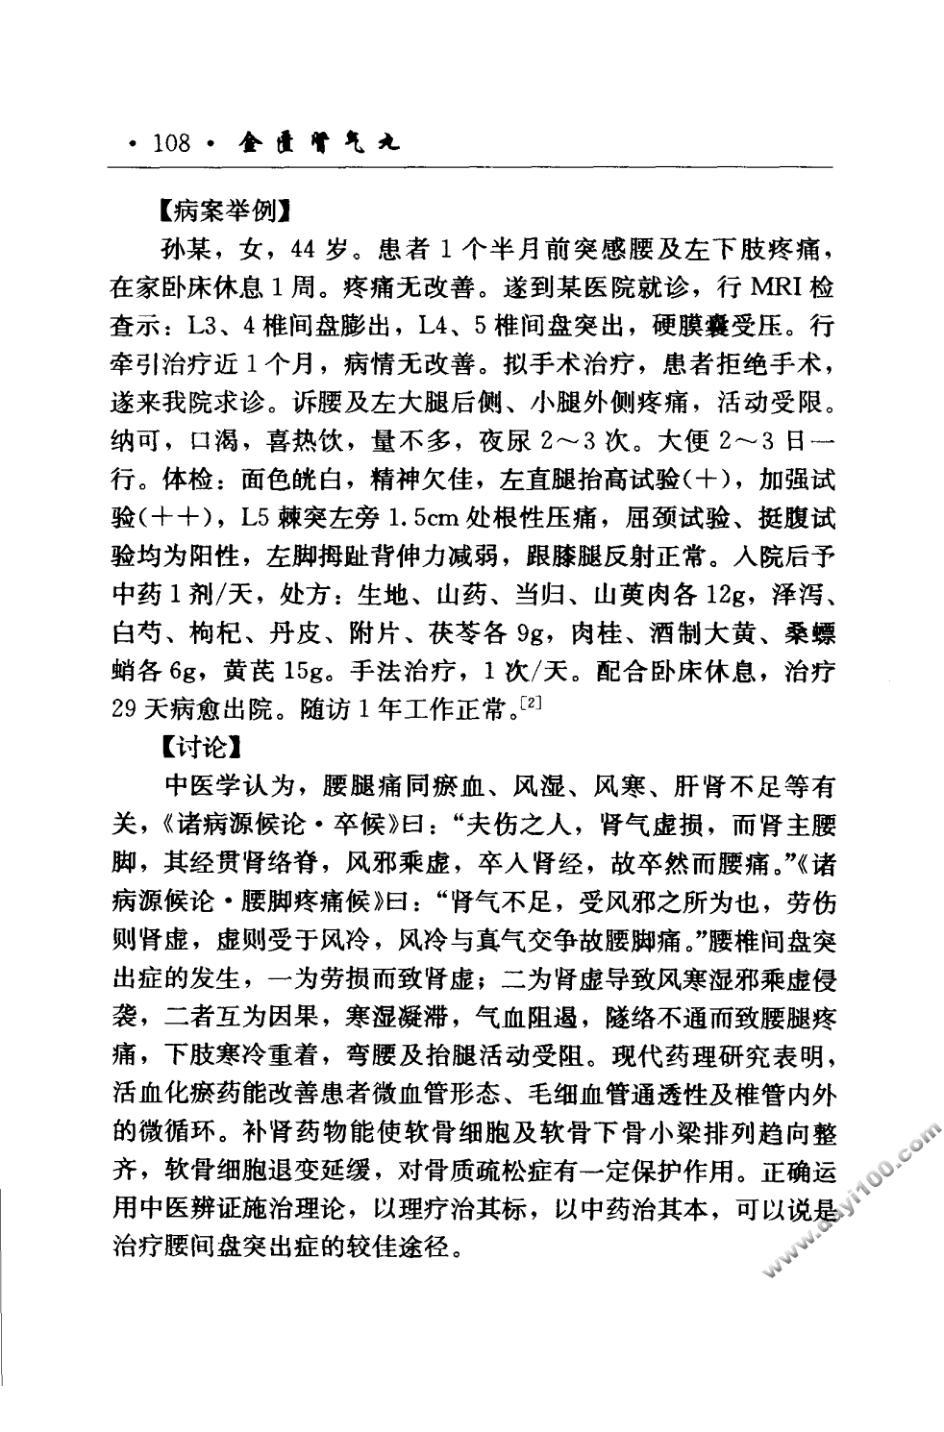 ·108· 金匮肾气丸
【病案举例】
孙某，女，44 岁。患者 1 个半月前突感腰及左下肢疼痛，
在家卧床休息 1 周。疼痛无改善。遂到某医院就诊，行 MRI 检
查示：L3、4 椎间盘膨出，L4、5 椎间盘突出，硬膜囊受压。行
牵引治疗近 1 个月，病情无改善。拟手术治疗，患者拒绝手术，
遂来我院求诊。诉腰及左大腿后侧、小腿外侧疼痛，活动受限。
纳可，口渴，喜热饮，量不多，夜尿 2～3 次。大便 2～3 日一
行。体检：面色㿠白，精神欠佳，左直腿抬高试验(＋)，加强试
验(＋＋)，L5 棘突左旁 1.5cm 处根性压痛，屈颈试验、挺腹试
验均为阳性，左脚拇趾背伸力减弱，跟膝腿反射正常。入院后予
中药 1 剂/天，处方：生地、山药、当归、山萸肉各 12g，泽泻、
白芍、枸杞、丹皮、附片、茯苓各 9g，肉桂、酒制大黄、桑螵
蛸各 6g，黄芪 15g。手法治疗，1 次/天。配合卧床休息，治疗
29 天病愈出院。随访 1 年工作正常。[2]
【讨论】
中医学认为，腰腿痛同瘀血、风湿、风寒、肝肾不足等有
关，《诸病源候论·卒候》曰：“夫伤之人，肾气虚损，而肾主腰
脚，其经贯肾络脊，风邪乘虚，卒入肾经，故卒然而腰痛。”《诸
病源候论·腰脚疼痛候》曰：“肾气不足，受风邪之所为也，劳伤
则肾虚，虚则受于风冷，风冷与真气交争故腰脚痛。”腰椎间盘突
出症的发生，一为劳损而致肾虚；二为肾虚导致风寒湿邪乘虚侵
袭，二者互为因果，寒湿凝滞，气血阻遏，隧络不通而致腰腿疼
痛，下肢寒冷重着，弯腰及抬腿活动受阻。现代药理研究表明，
活血化瘀药能改善患者微血管形态、毛细血管通透性及椎管内外
的微循环。补肾药物能使软骨细胞及软骨下骨小梁排列趋向整
齐，软骨细胞退变延缓，对骨质疏松症有一定保护作用。正确运
用中医辨证施治理论，以理疗治其标，以中药治其本，可以说是
治疗腰间盘突出症的较佳途径。